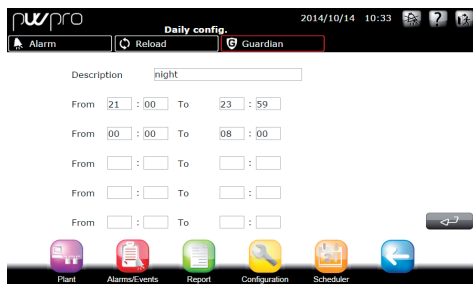 pwpro
Daily config.
2014/10/14 10:33
?
Alarm
Reload
G Guardian
Description night
From 21 : 00 To 23 : 59
From 00 : 00 To 08 : 00
From : To :
From : To :
From : To :
Plant
Alarms/Events
Report
Configuration
Scheduler